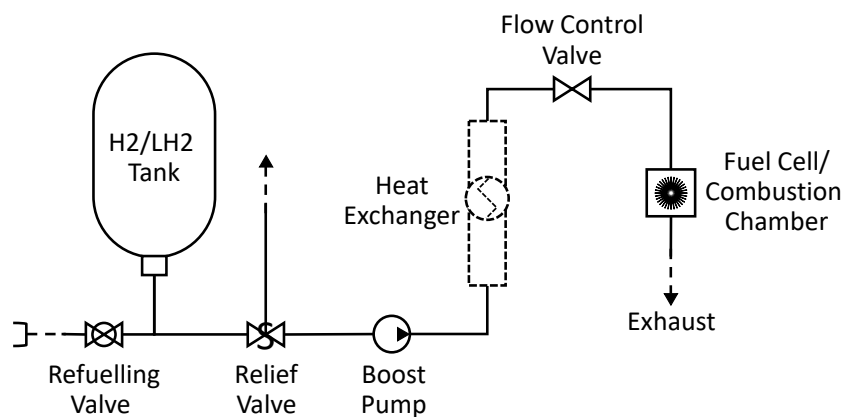 Flow Control
Valve
H2/LH2
Tank
Heat
Exchanger
Fuel Cell/
Combustion
Chamber
S
Exhaust
Refuelling
Valve
Relief
Valve
Boost
Pump